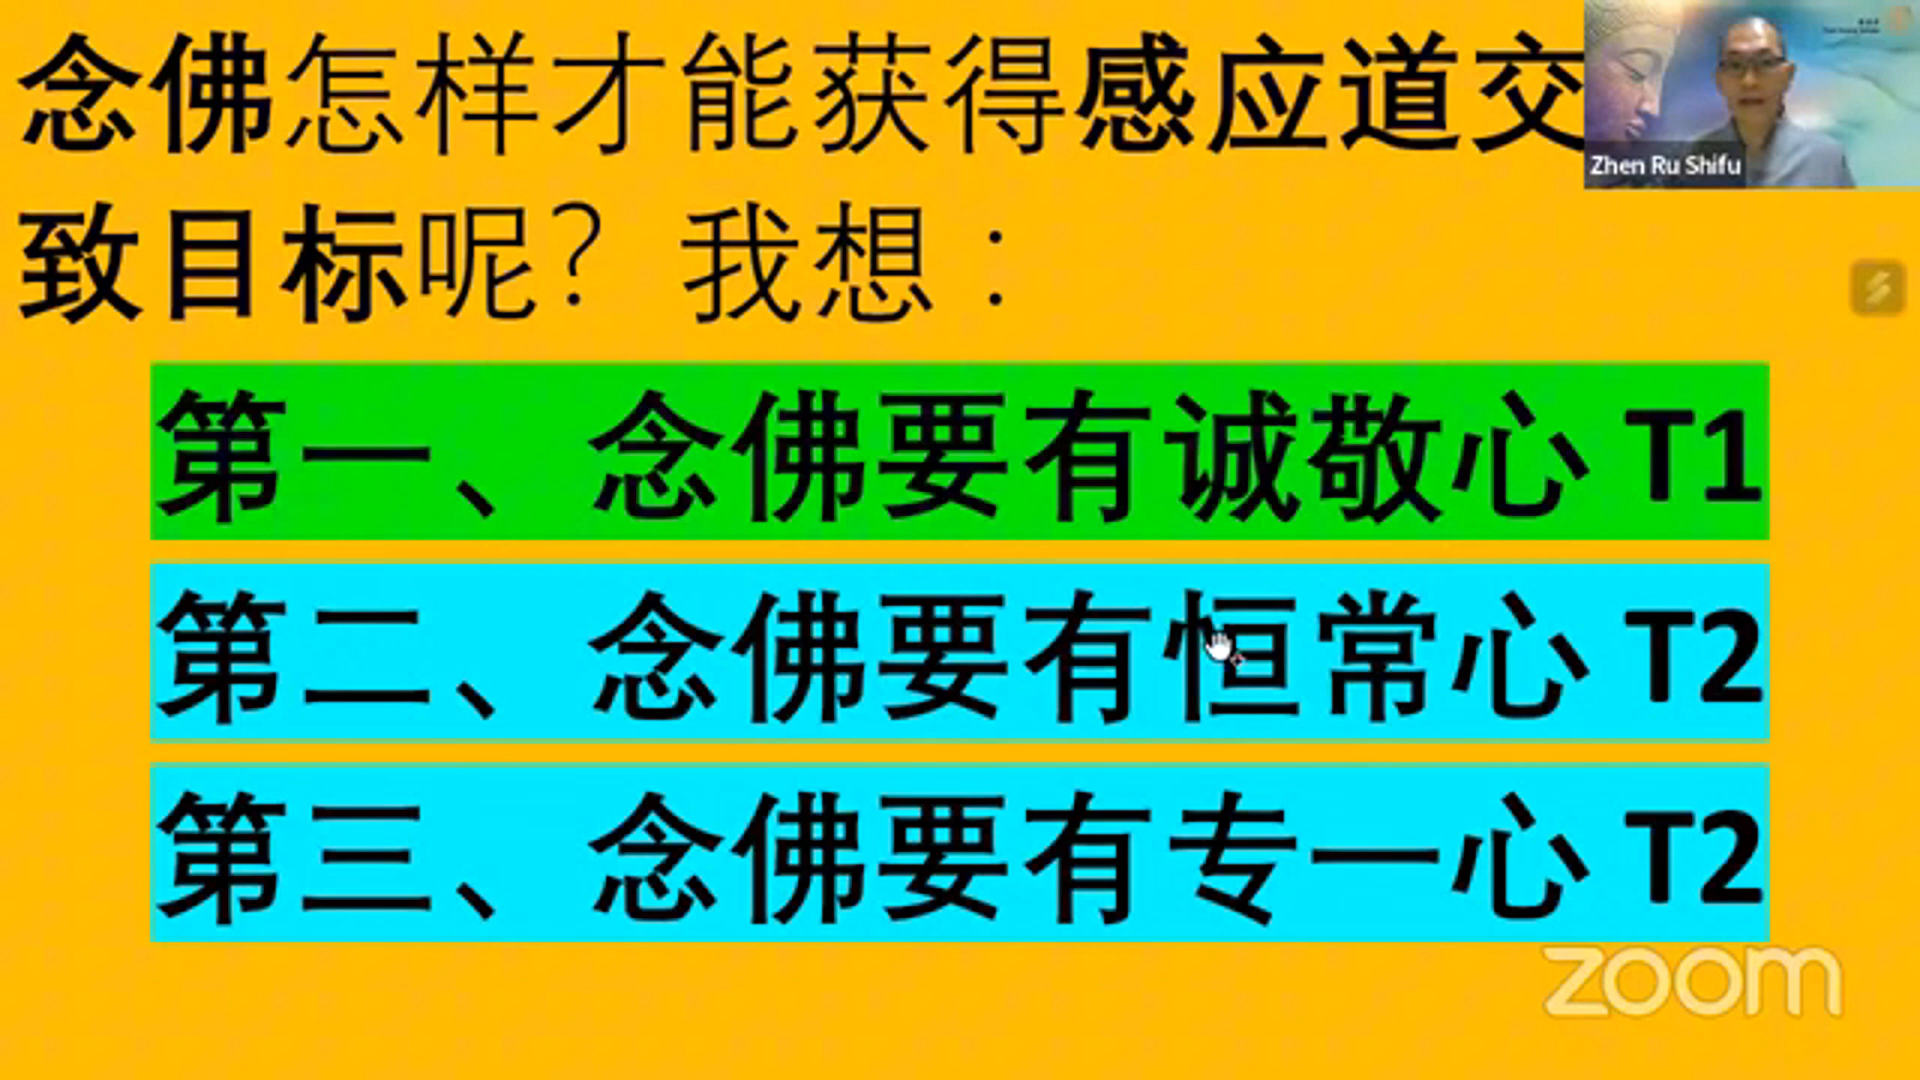 念佛怎样才能获得感应道交
Zhen Ru Shifu
致目标呢？我想：
第一、念佛要有诚敬心 T1
第二、念佛要有恒常心 T2
第三、念佛要有专一心 T2
zoom